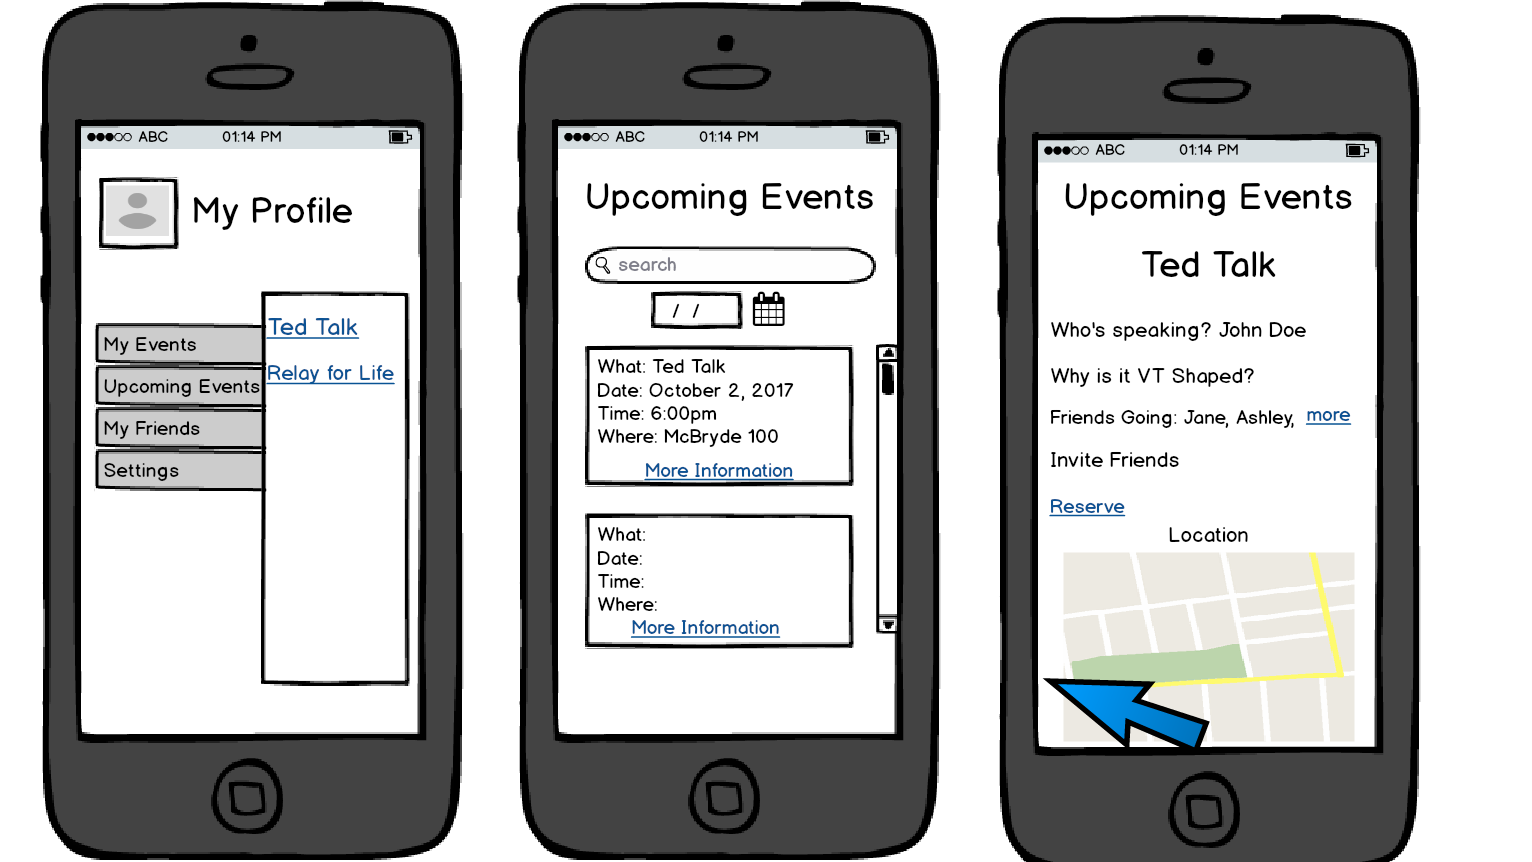 ABC 01:14 PM
My Profile
Ted Talk
Relay for Life
My Events
Upcoming Events
My Friends
Settings
ABC 01:14 PM
Upcoming Events
search
/ /
What: Ted Talk
Date: October 2, 2017
Time: 6:00pm
Where: McBryde 100
More Information
What:
Date:
Time:
Where:
More Information
ABC 01:14 PM
Upcoming Events
Ted Talk
Who's speaking? John Doe
Why is it VT Shaped?
Friends Going: Jane, Ashley, more
Invite Friends
Reserve
Location